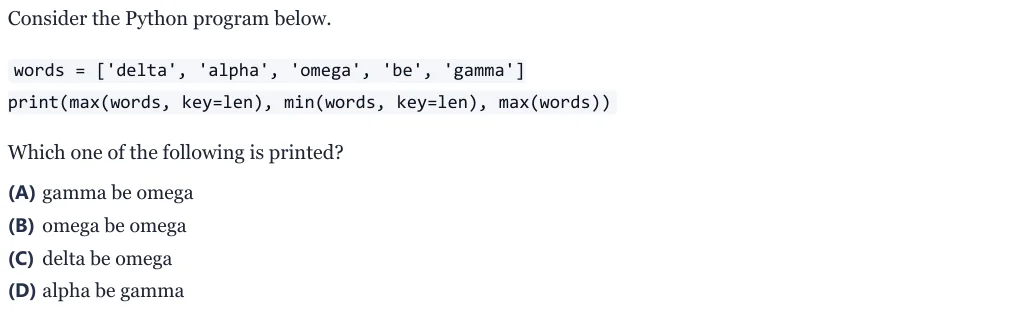 Consider the Python program below.
words = ['delta', 'alpha', 'omega', 'be', 'gamma']
print(max(words, key=len), min(words, key=len), max(words))
Which one of the following is printed?
(A) gamma be omega
(B) omega be omega
(C) delta be omega
(D) alpha be gamma